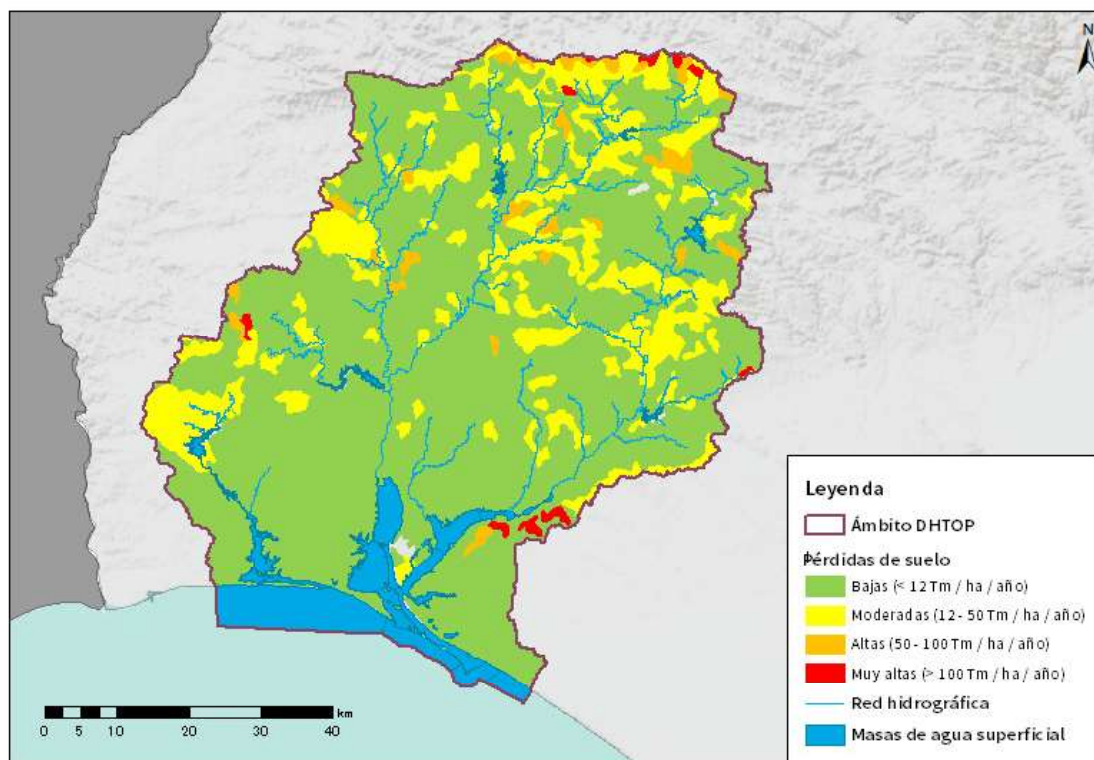 N
Leyenda
Ámbito DHTOP
Pérdidas de suelo
Bajas (< 12 Tm / ha / año)
Moderadas (12 - 50 Tm / ha / año)
Altas (50 - 100 Tm / ha / año)
Muy altas (> 100 Tm / ha / año)
Red hidrográfica
Masas de agua superficial
km
0 5 10 20 30 40